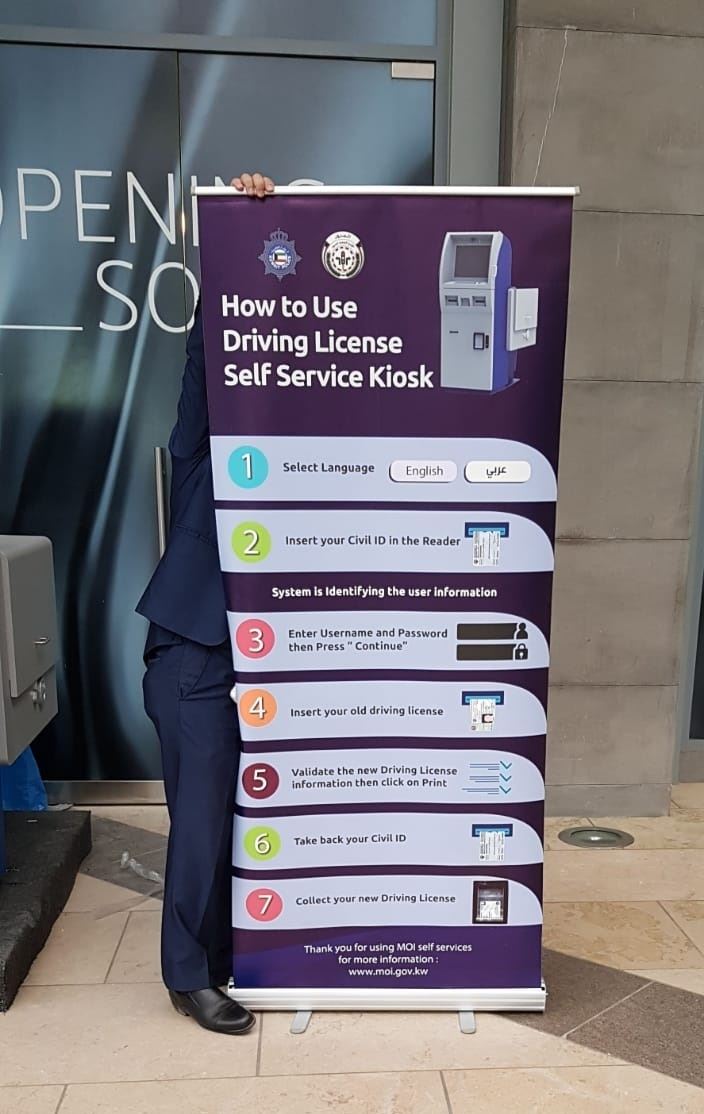 OPENING
SO
How to Use
Driving License
Self Service Kiosk
1 Select Language English عربي
2 Insert your Civil ID in the Reader
System is Identifying the user information
3 Enter Username and Password
then Press " Continue"
4 Insert your old driving license
5 Validate the new Driving License
information then click on Print
6 Take back your Civil ID
7 Collect your new Driving License
Thank you for using MOI self services
for more information :
www.moi.gov.kw